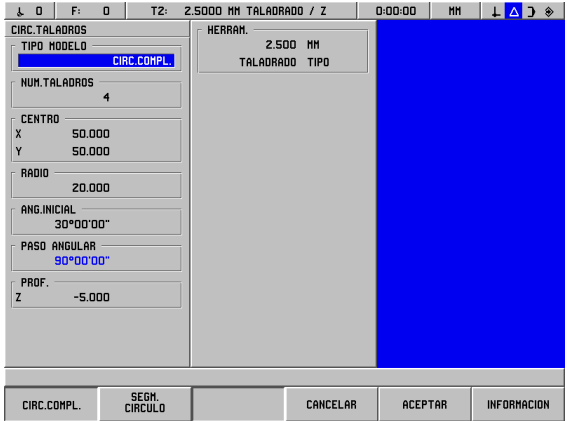 0 F: 0 T2: 2.5000 MM TALADRADO / Z 0:00:00 MM
CIRC.TALADROS
TIPO MODELO
CIRC.COMPL.
NUM.TALADROS
4
CENTRO
X 50.000
Y 50.000
RADIO
20.000
ANG.INICIAL
30°00'00"
PASO ANGULAR
90°00'00"
PROF.
Z -5.000
HERRAM.
2.500 MM
TALADRADO TIPO
CIRC.COMPL.
SEGM.
CIRCULO
CANCELAR
ACEPTAR
INFORMACION